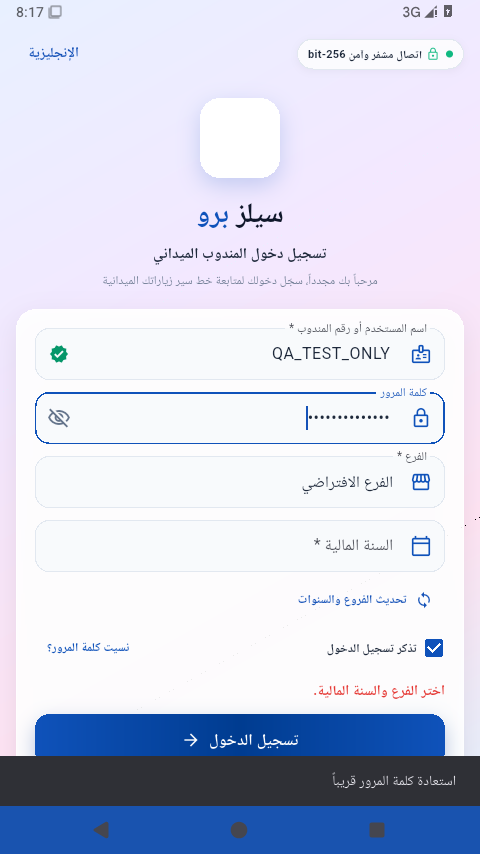 8:17
3G
اتصال مشفر وآمن 256-bit
الإنجليزية
سيلز برو
تسجيل دخول المندوب الميداني
مرحباً بك مجدداً، سجّل دخولك لمتابعة خط سير زياراتك الميدانية
اسم المستخدم أو رقم المندوب *
QA_TEST_ONLY
كلمة المرور
••••••••••••••
الفرع *
الفرع الافتراضي
السنة المالية *
تحديث الفروع والسنوات
تذكر تسجيل الدخول
نسيت كلمة المرور؟
اختر الفرع والسنة المالية.
تسجيل الدخول
استعادة كلمة المرور قريباً